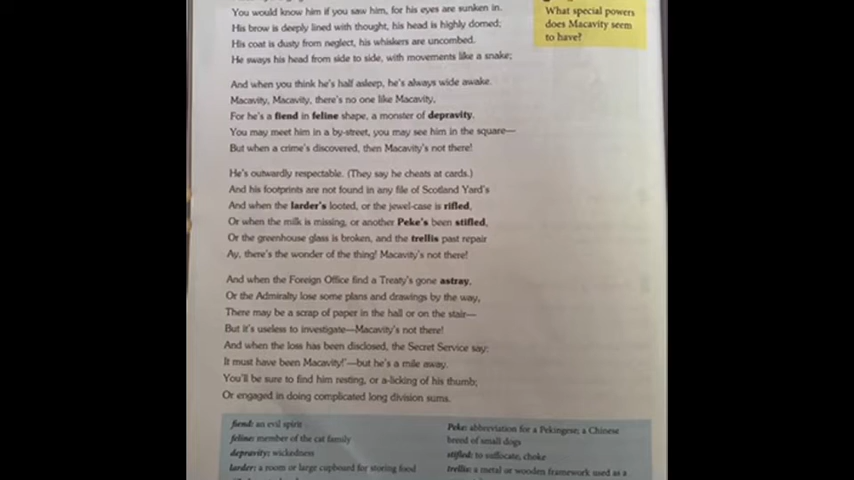 You would know him if you saw him, for his eyes are sunken in.
His brow is deeply lined with thought, his head is highly domed;
His coat is dusty from neglect, his whiskers are uncombed.
He sways his head from side to side, with movements like a snake;
And when you think he's half asleep, he's always wide awake.
Macavity, Macavity, there's no one like Macavity,
For he's a fiend in feline shape, a monster of depravity.
You may meet him in a by-street, you may see him in the square—
But when a crime's discovered, then Macavity's not there!
He's outwardly respectable. (They say he cheats at cards.)
And his footprints are not found in any file of Scotland Yard's
And when the larder's looted, or the jewel-case is rifled,
Or when the milk is missing, or another Peke's been stifled,
Or the greenhouse glass is broken, and the trellis past repair
Ay, there's the wonder of the thing! Macavity's not there!
And when the Foreign Office find a Treaty's gone astray,
Or the Admiralty lose some plans and drawings by the way,
There may be a scrap of paper in the hall or on the stair—
But it's useless to investigate—Macavity's not there!
And when the loss has been disclosed, the Secret Service say:
It must have been Macavity!'—but he's a mile away.
You'll be sure to find him resting, or a-licking of his thumb;
Or engaged in doing complicated long division sums.
What special powers
does Macavity seem
to have?
fiend: an evil spirit
feline: member of the cat family
depravity: wickedness
larder: a room or large cupboard for storing food
Peke: abbreviation for a Pekingese; a Chinese
breed of small dogs
stifled: to suffocate, choke
trellis: a metal or wooden framework used as a